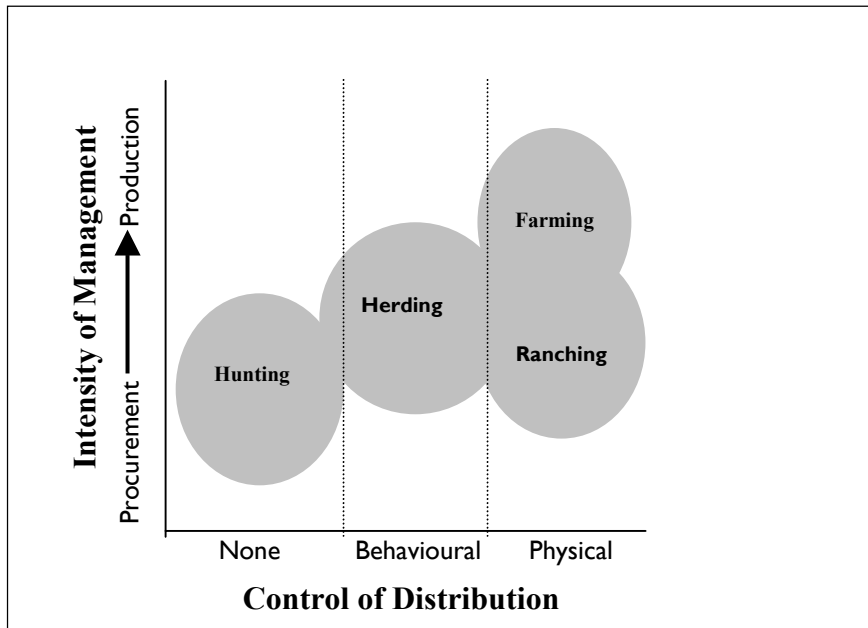 Intensity of Management
Procurement
Production
Farming
Herding
Ranching
Hunting
None
Behavioural
Physical
Control of Distribution